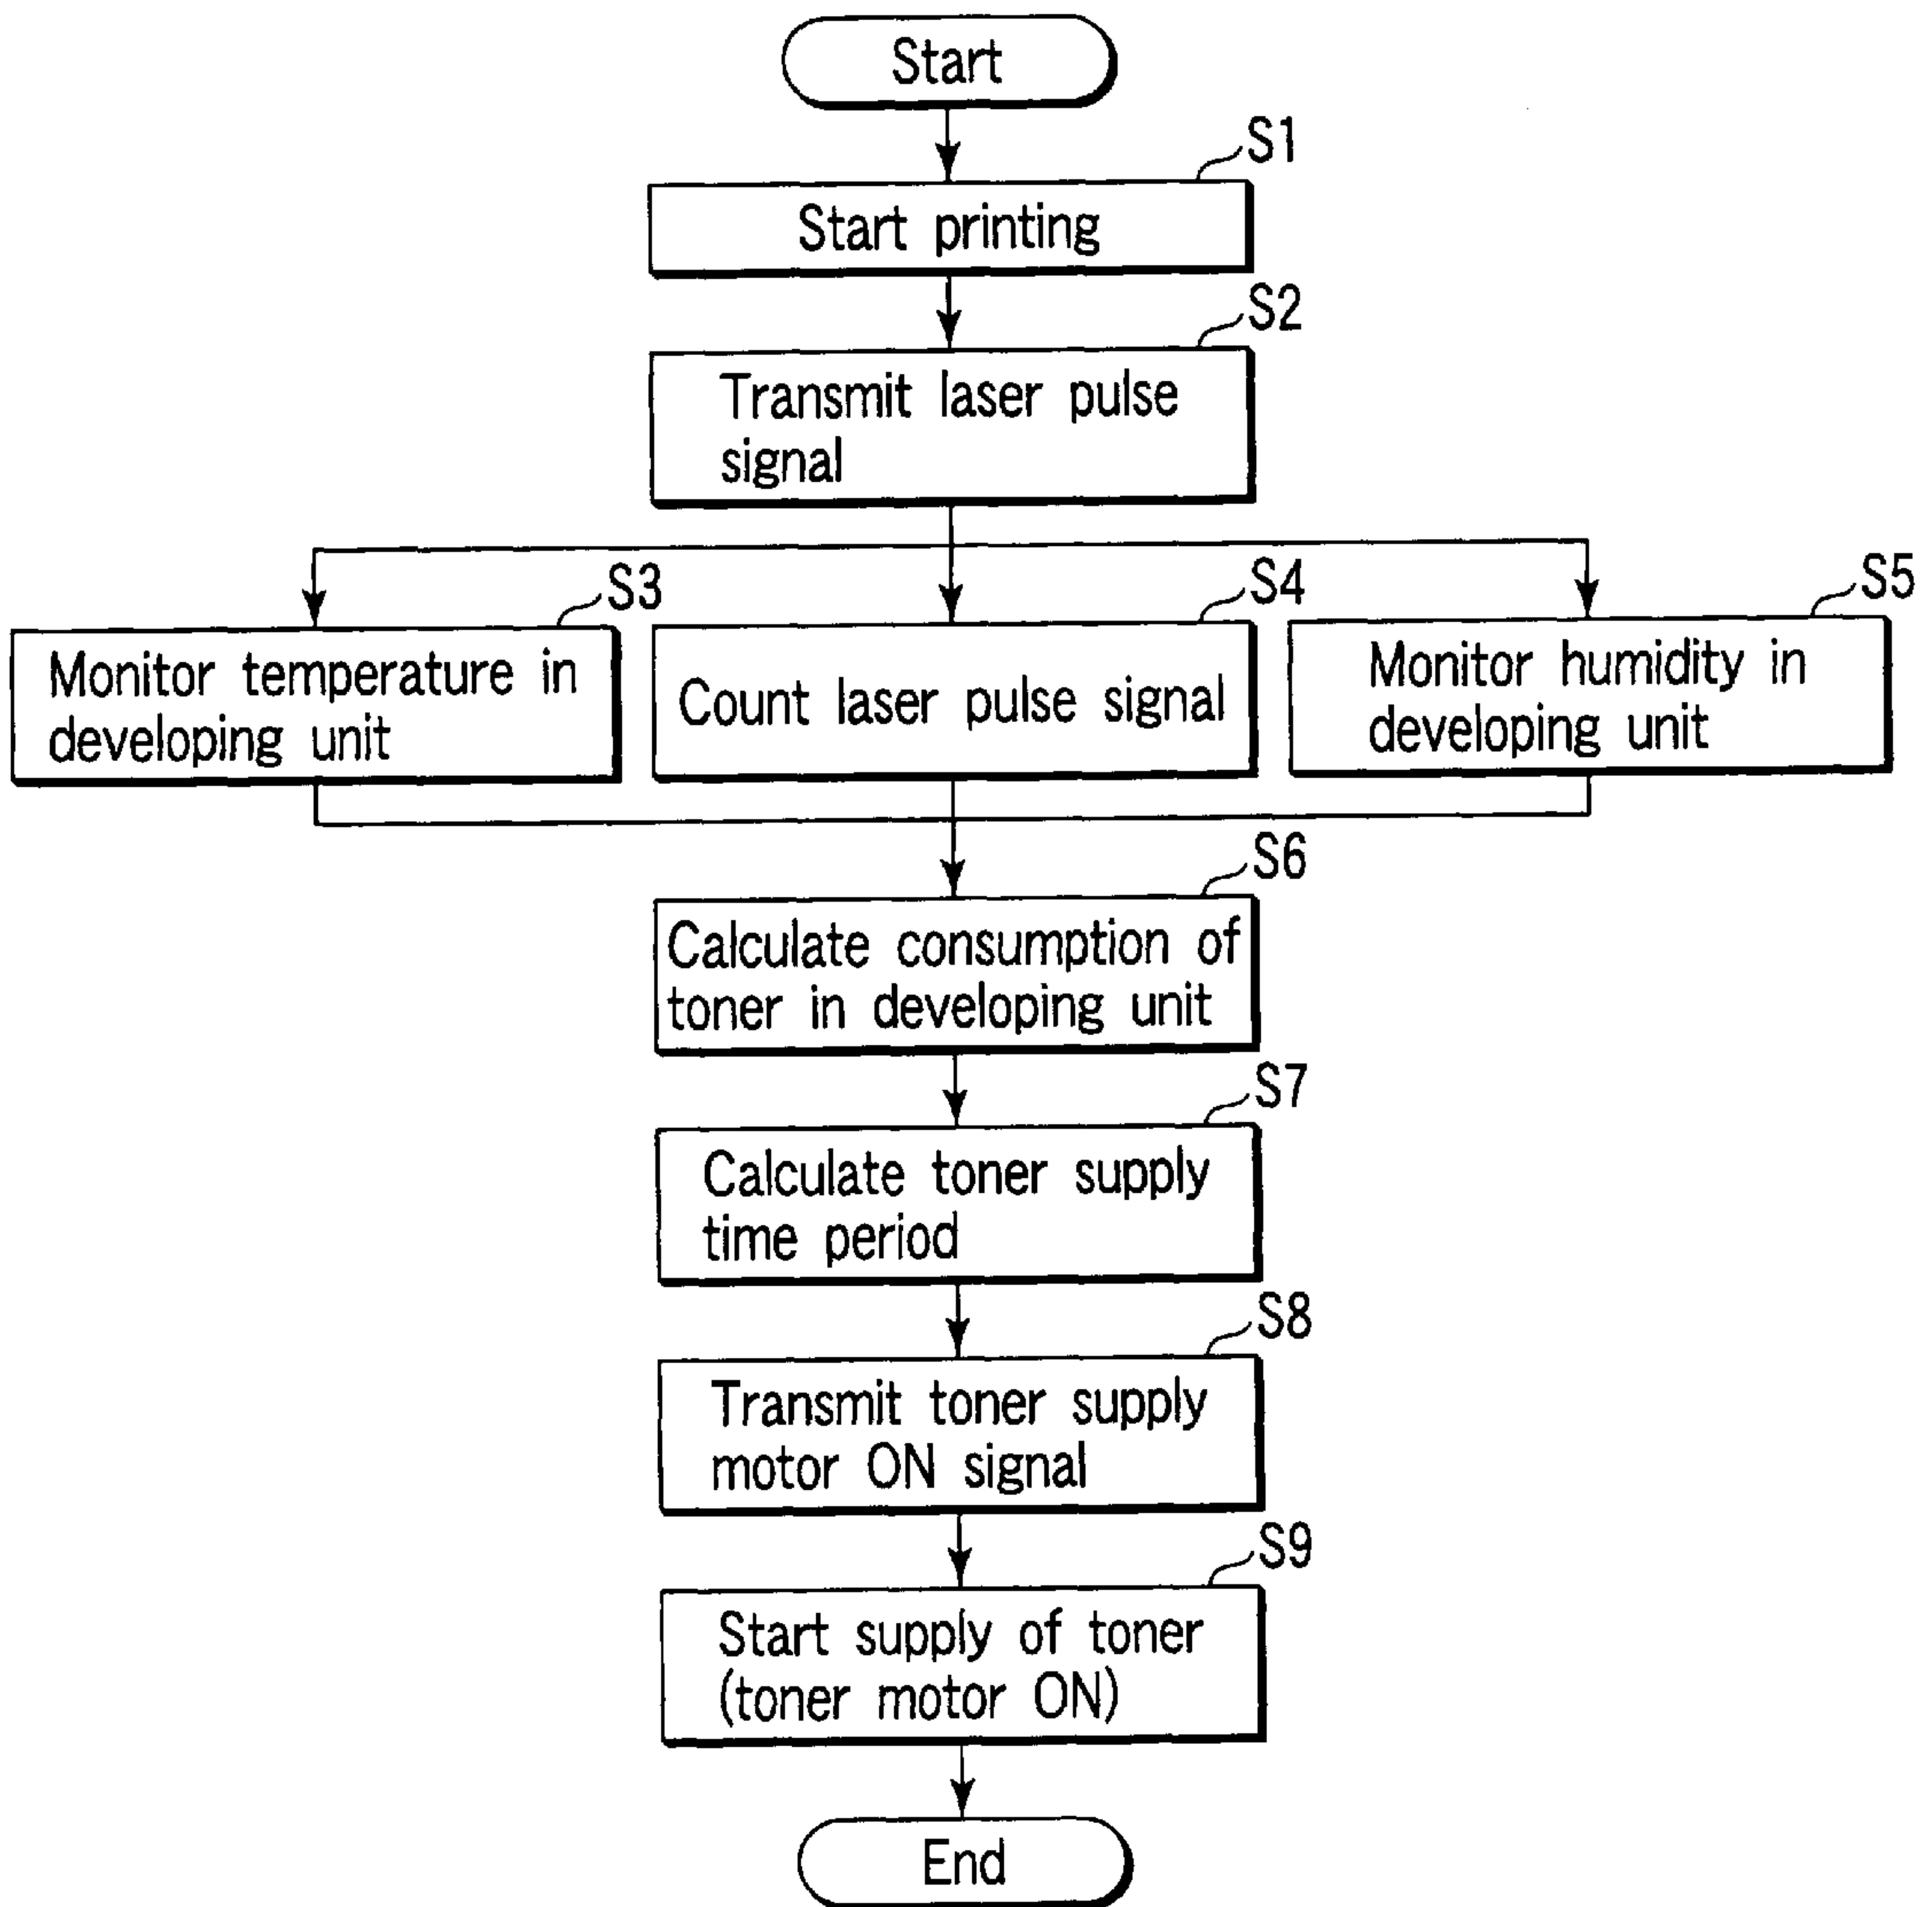 Start
S1
Start printing
S2
Transmit laser pulse
signal
S3
Monitor temperature in
developing unit
S4
Count laser pulse signal
S5
Monitor humidity in
developing unit
S6
Calculate consumption of
toner in developing unit
S7
Calculate toner supply
time period
S8
Transmit toner supply
motor ON signal
S9
Start supply of toner
(toner motor ON)
End